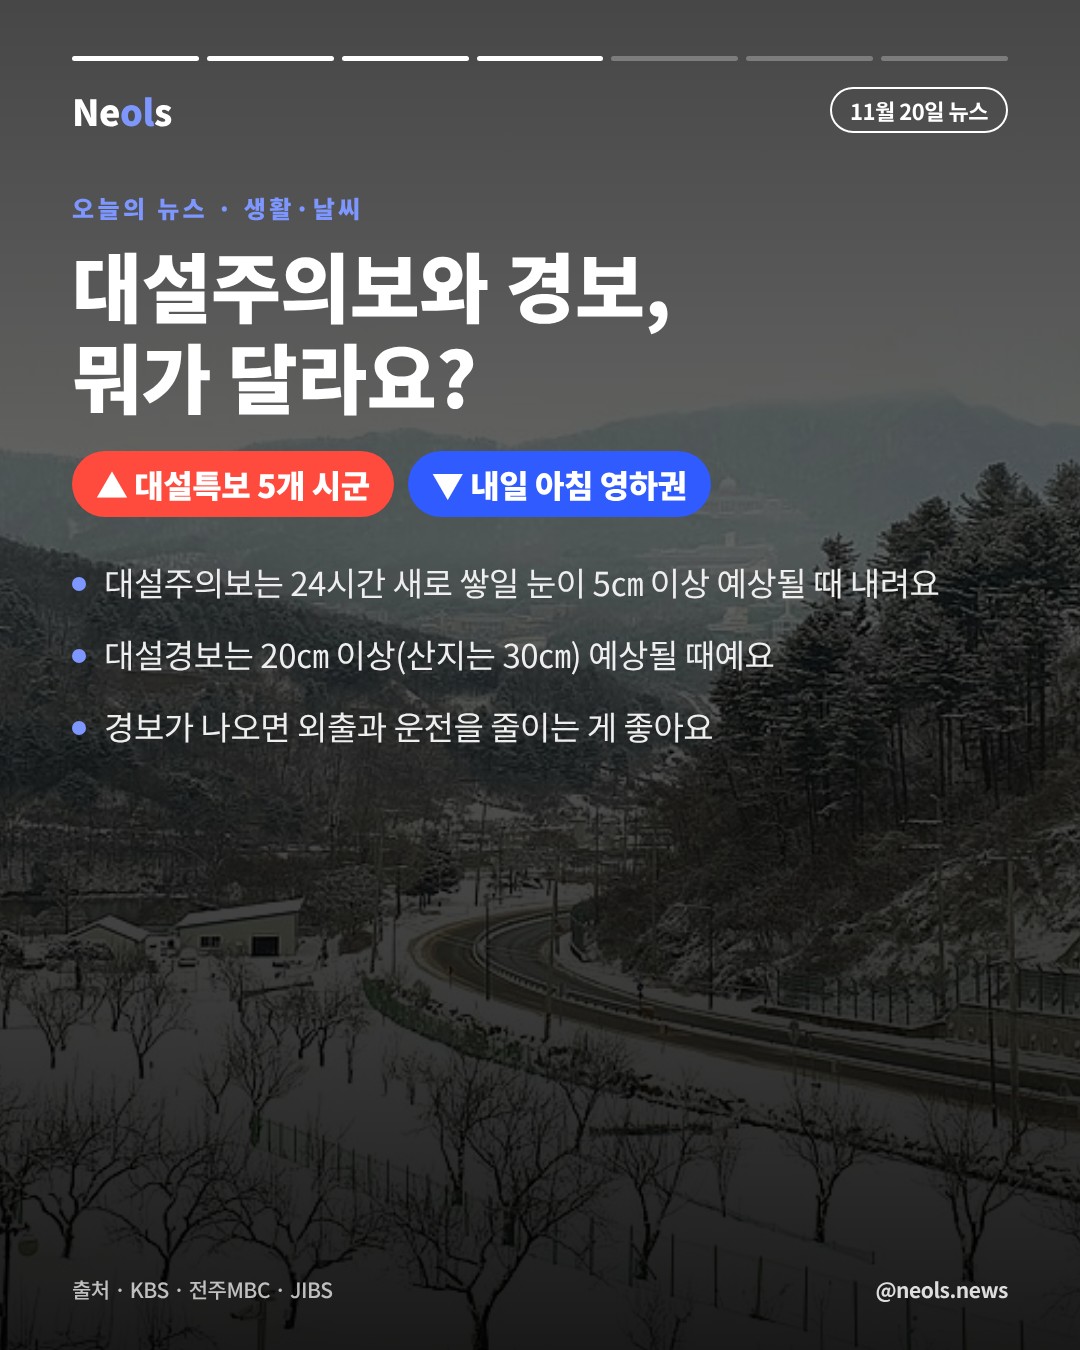 Neols
11월 20일 뉴스
오늘의 뉴스 · 생활·날씨
대설주의보와 경보,
뭐가 달라요?
▲ 대설특보 5개 시군
▼ 내일 아침 영하권
대설주의보는 24시간 새로 쌓일 눈이 5㎝ 이상 예상될 때 내려요
대설경보는 20㎝ 이상(산지는 30㎝) 예상될 때예요
경보가 나오면 외출과 운전을 줄이는 게 좋아요
출처 · KBS · 전주MBC · JIBS
@neols.news